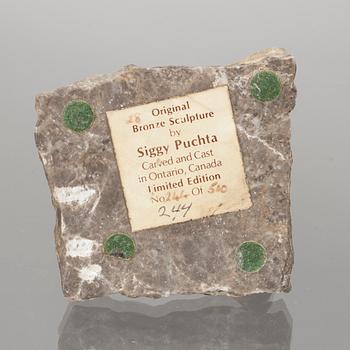 Original
Bronze Sculpture
by
Siggy Puchta
Carved and Cast
in Ontario, Canada
Limited Edition
No 244 Of 500
244